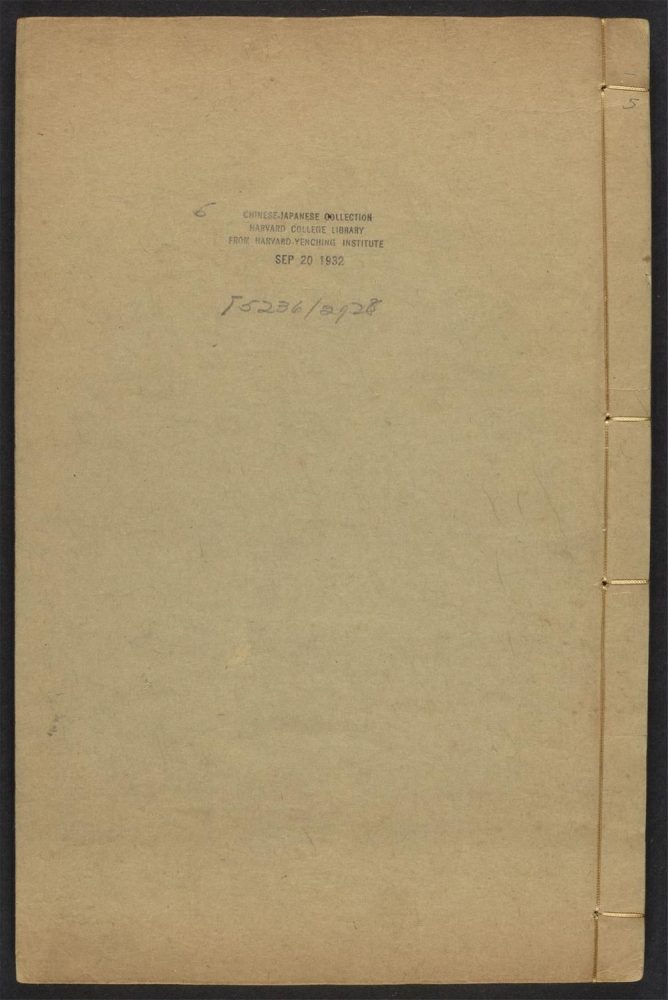 5
6
CHINESE-JAPANESE COLLECTION
HARVARD COLLEGE LIBRARY
FROM HARVARD-YENCHING INSTITUTE
SEP 20 1932
T5236/2928